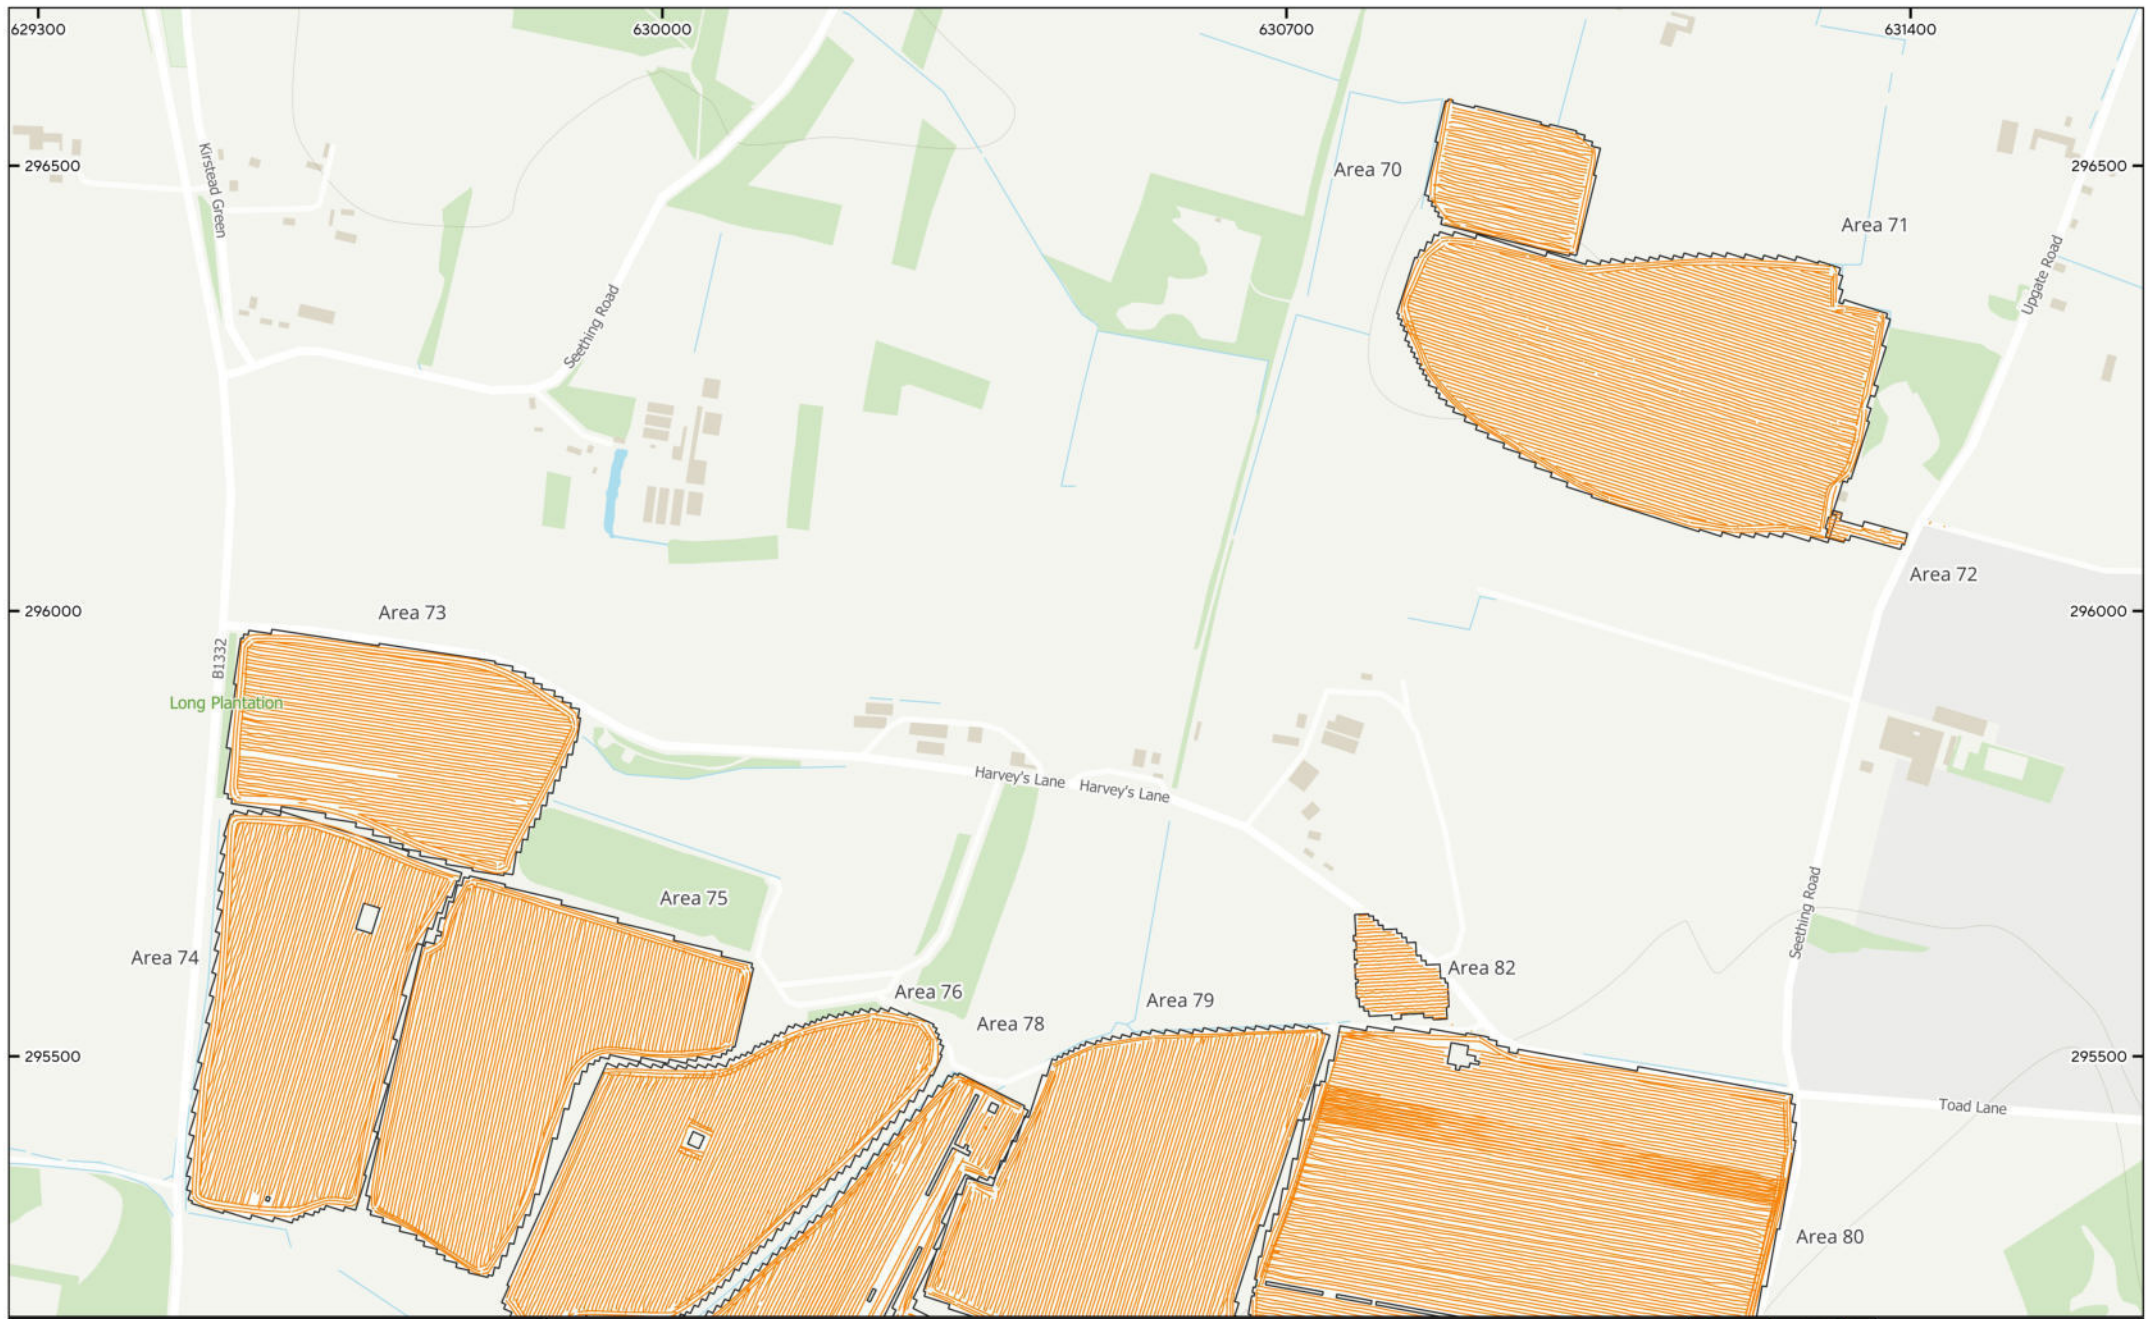 629300
630000
630700
631400
Kirstead Green
296500
Area 70
296500
Area 71
Upgate Road
Seething Road
Area 72
296000
Area 73
296000
B1332
Long Plantation
Harvey's Lane
Harvey's Lane
Area 75
Seething Road
Area 74
Area 82
Area 76
Area 79
Area 78
295500
295500
Toad Lane
Area 80